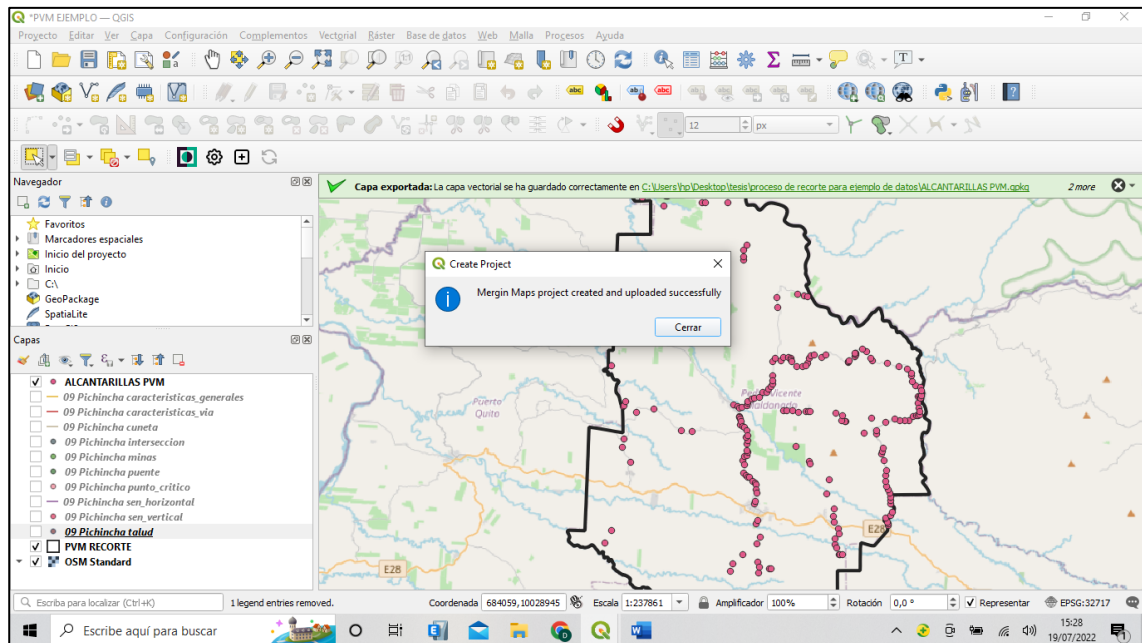 *PVM EJEMPLO — QGIS
Proyecto Editar Ver Capa Configuración Complementos Vectorial Ráster Base de datos Web Malla Procesos Ayuda
abc abc
12 px
Navegador
Capa exportada: La capa vectorial se ha guardado correctamente en C:\Users\hp\Desktop\tesis\proceso de recorte para ejemplo de datos\ALCANTARILLAS PVM.gpkg 2 more
Favoritos
Marcadores espaciales
Inicio del proyecto
Inicio
C:\
GeoPackage
SpatiaLite
Create Project
Mergin Maps project created and uploaded successfully
Cerrar
Capas
ALCANTARILLAS PVM
09 Pichincha caracteristicas_generales
09 Pichincha caracteristicas_via
09 Pichincha cuneta
09 Pichincha interseccion
09 Pichincha minas
09 Pichincha puente
09 Pichincha punto_critico
09 Pichincha sen_horizontal
09 Pichincha sen_vertical
09 Pichincha talud
PVM RECORTE
OSM Standard
Puerto
Quito
Vicente
Maldonado
E28
E28
Escriba para localizar (Ctrl+K) 1 legend entries removed. Coordenada 684059,10028945 Escala 1:237861 Amplificador 100% Rotación 0,0 ° Representar EPSG:32717
Escribe aquí para buscar
15:28
19/07/2022